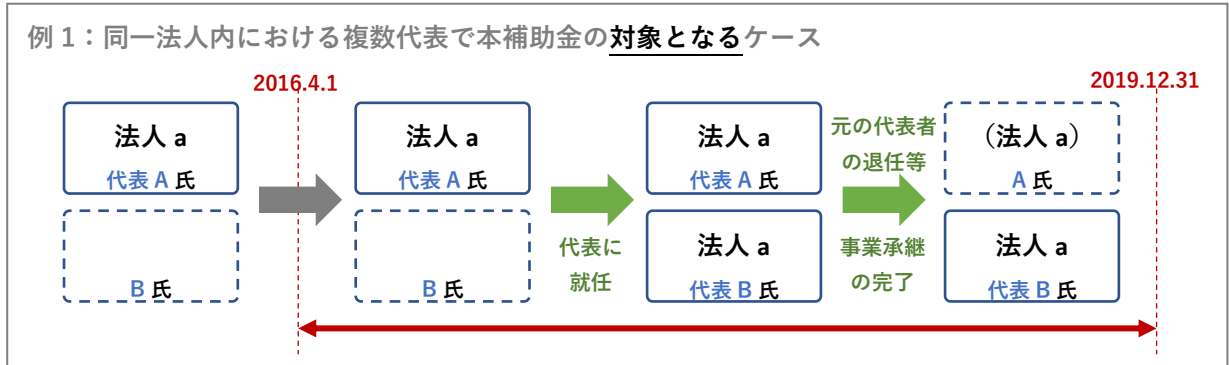 例1：同一法人内における複数代表で本補助金の対象となるケース
2016.4.1
2019.12.31
法人 a
代表 A 氏
B 氏
法人 a
代表 A 氏
B 氏
代表に
就任
法人 a
代表 A 氏
法人 a
代表 B 氏
元の代表者
の退任等
事業承継
の完了
（法人 a）
A 氏
法人 a
代表 B 氏